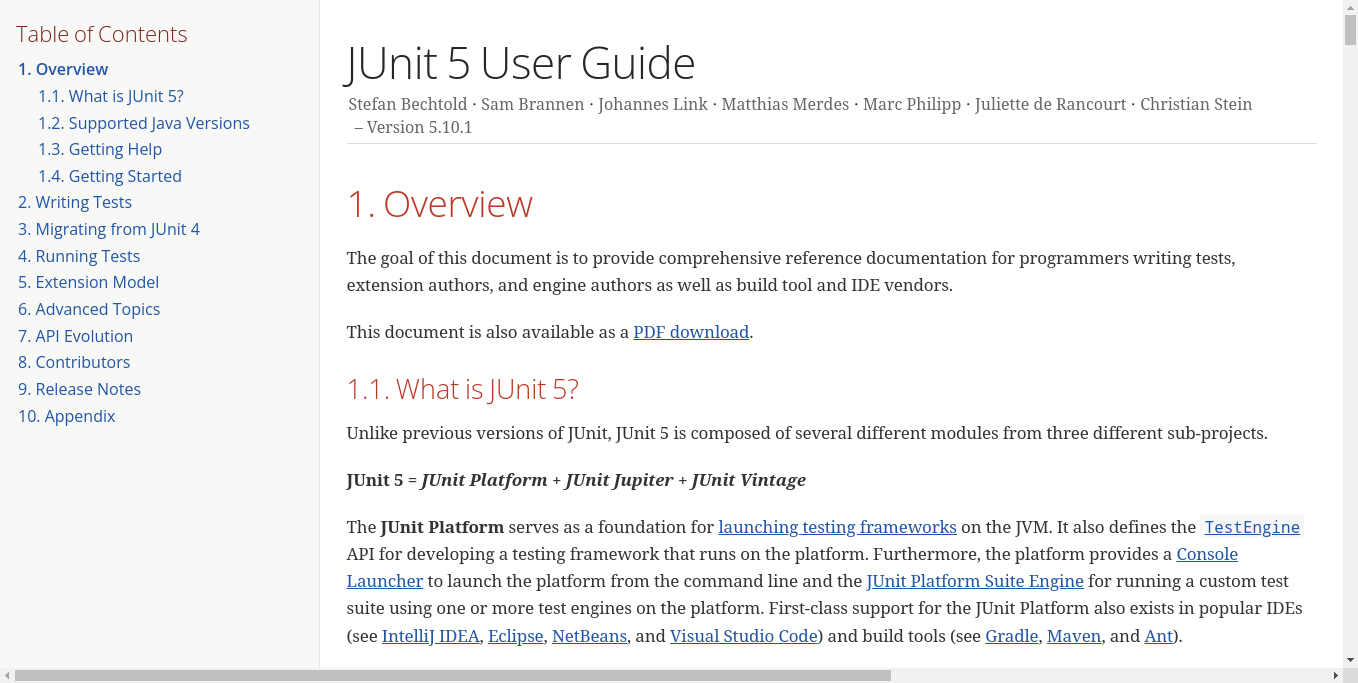 Table of Contents
1. Overview
1.1. What is JUnit 5?
1.2. Supported Java Versions
1.3. Getting Help
1.4. Getting Started
2. Writing Tests
3. Migrating from JUnit 4
4. Running Tests
5. Extension Model
6. Advanced Topics
7. API Evolution
8. Contributors
9. Release Notes
10. Appendix
JUnit 5 User Guide
Stefan Bechtold · Sam Brannen · Johannes Link · Matthias Merdes · Marc Philipp · Juliette de Rancourt · Christian Stein
– Version 5.10.1
1. Overview
The goal of this document is to provide comprehensive reference documentation for programmers writing tests,
extension authors, and engine authors as well as build tool and IDE vendors.
This document is also available as a PDF download.
1.1. What is JUnit 5?
Unlike previous versions of JUnit, JUnit 5 is composed of several different modules from three different sub-projects.
JUnit 5 = JUnit Platform + JUnit Jupiter + JUnit Vintage
The JUnit Platform serves as a foundation for launching testing frameworks on the JVM. It also defines the TestEngine
API for developing a testing framework that runs on the platform. Furthermore, the platform provides a Console
Launcher to launch the platform from the command line and the JUnit Platform Suite Engine for running a custom test
suite using one or more test engines on the platform. First-class support for the JUnit Platform also exists in popular IDEs
(see IntelliJ IDEA, Eclipse, NetBeans, and Visual Studio Code) and build tools (see Gradle, Maven, and Ant).